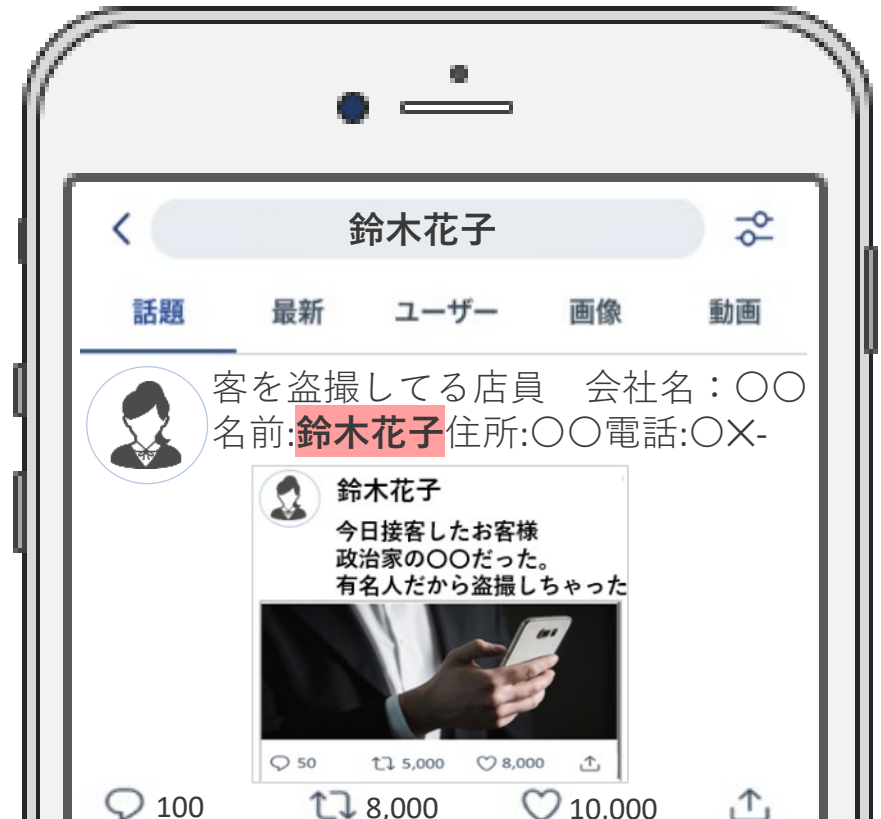 鈴木花子
話題 最新 ユーザー 画像 動画
客を盗撮してる店員　会社名：〇〇
名前:鈴木花子住所:〇〇電話:〇✕-
鈴木花子
今日接客したお客様
政治家の〇〇だった。
有名人だから盗撮しちゃった
50 5,000 8,000
100 8,000 10,000